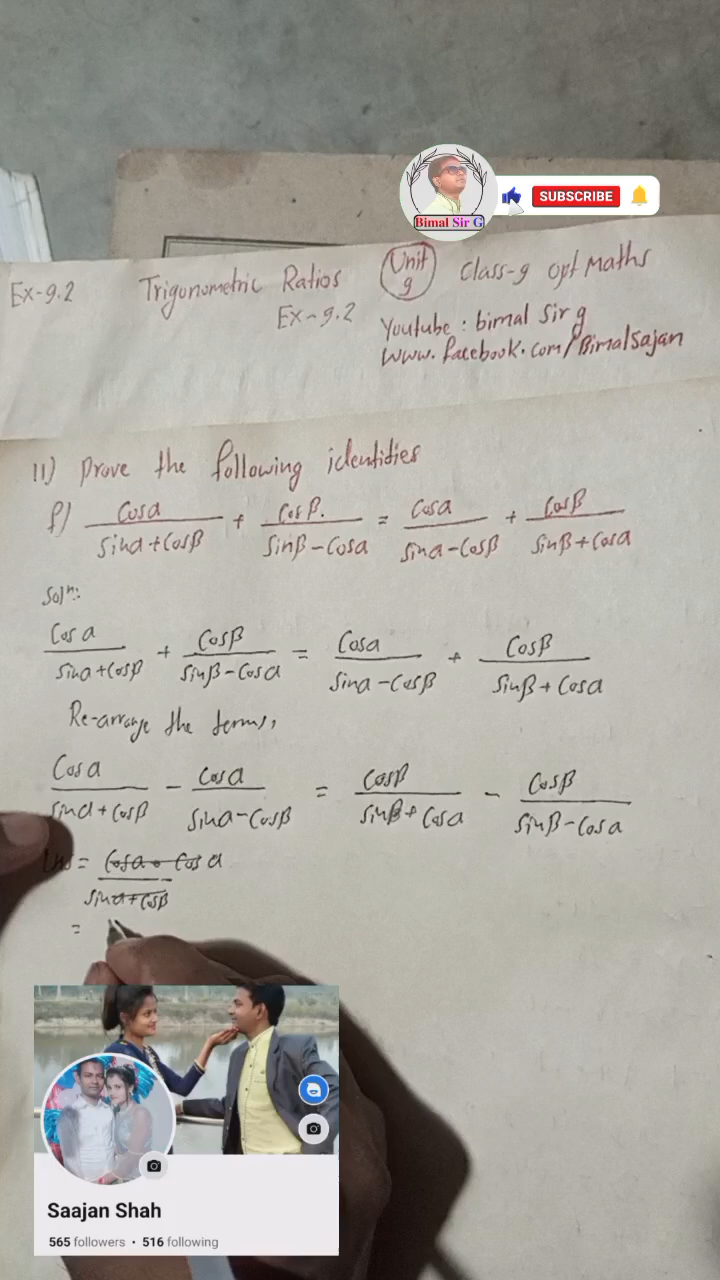 SUBSCRIBE
Bimal Sir G
Ex-9.2 Trigonometric Ratios Unit 9 Class-9 opt Maths
Ex-9.2
Youtube : bimal Sir g
www.facebook.com/Bimalsajan
11) Prove the following identities
f) Cosα/(Sinα+Cosβ) + Cosβ./(Sinβ-Cosα) = Cosα/(Sinα-Cosβ) + Cosβ/(Sinβ+Cosα)
Solⁿ:
Cosα/(Sinα+Cosβ) + Cosβ/(Sinβ-Cosα) = Cosα/(Sinα-Cosβ) + Cosβ/(Sinβ+Cosα)
Re-arrange the terms,
Cosα/(Sinα+Cosβ) - Cosα/(Sinα-Cosβ) = Cosβ/(Sinβ+Cosα) - Cosβ/(Sinβ-Cosα)
=
=
Saajan Shah
565 followers • 516 following